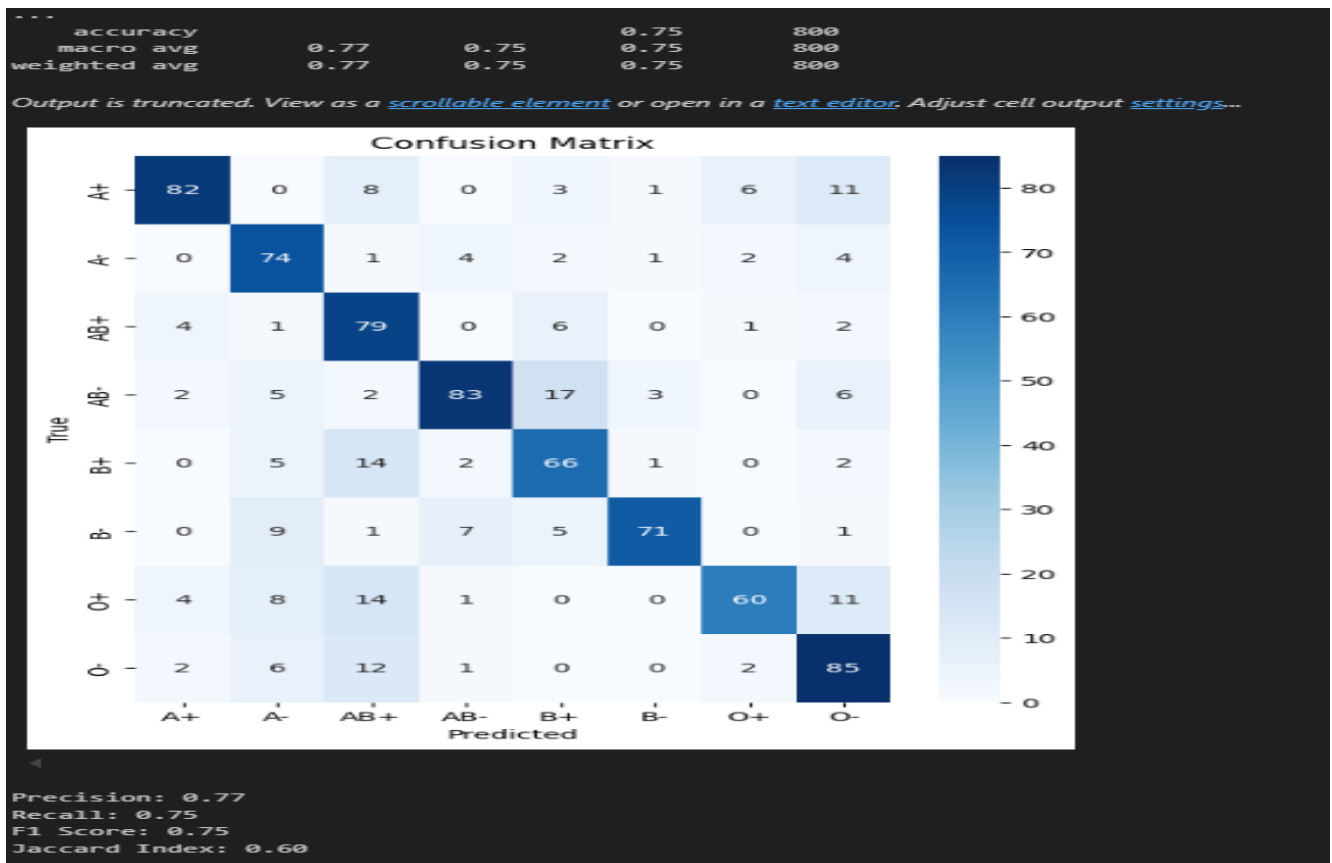 ...
accuracy 0.75 800
macro avg 0.77 0.75 0.75 800
weighted avg 0.77 0.75 0.75 800
Output is truncated. View as a scrollable element or open in a text editor. Adjust cell output settings...
Confusion Matrix
A+ 82 0 8 0 3 1 6 11
A- 0 74 1 4 2 1 2 4
AB+ 4 1 79 0 6 0 1 2
AB- 2 5 2 83 17 3 0 6
B+ 0 5 14 2 66 1 0 2
B- 0 9 1 7 5 71 0 1
O+ 4 8 14 1 0 0 60 11
O- 2 6 12 1 0 0 2 85
True
A+ A- AB+ AB- B+ B- O+ O-
Predicted
80
70
60
50
40
30
20
10
0
Precision: 0.77
Recall: 0.75
F1 Score: 0.75
Jaccard Index: 0.60